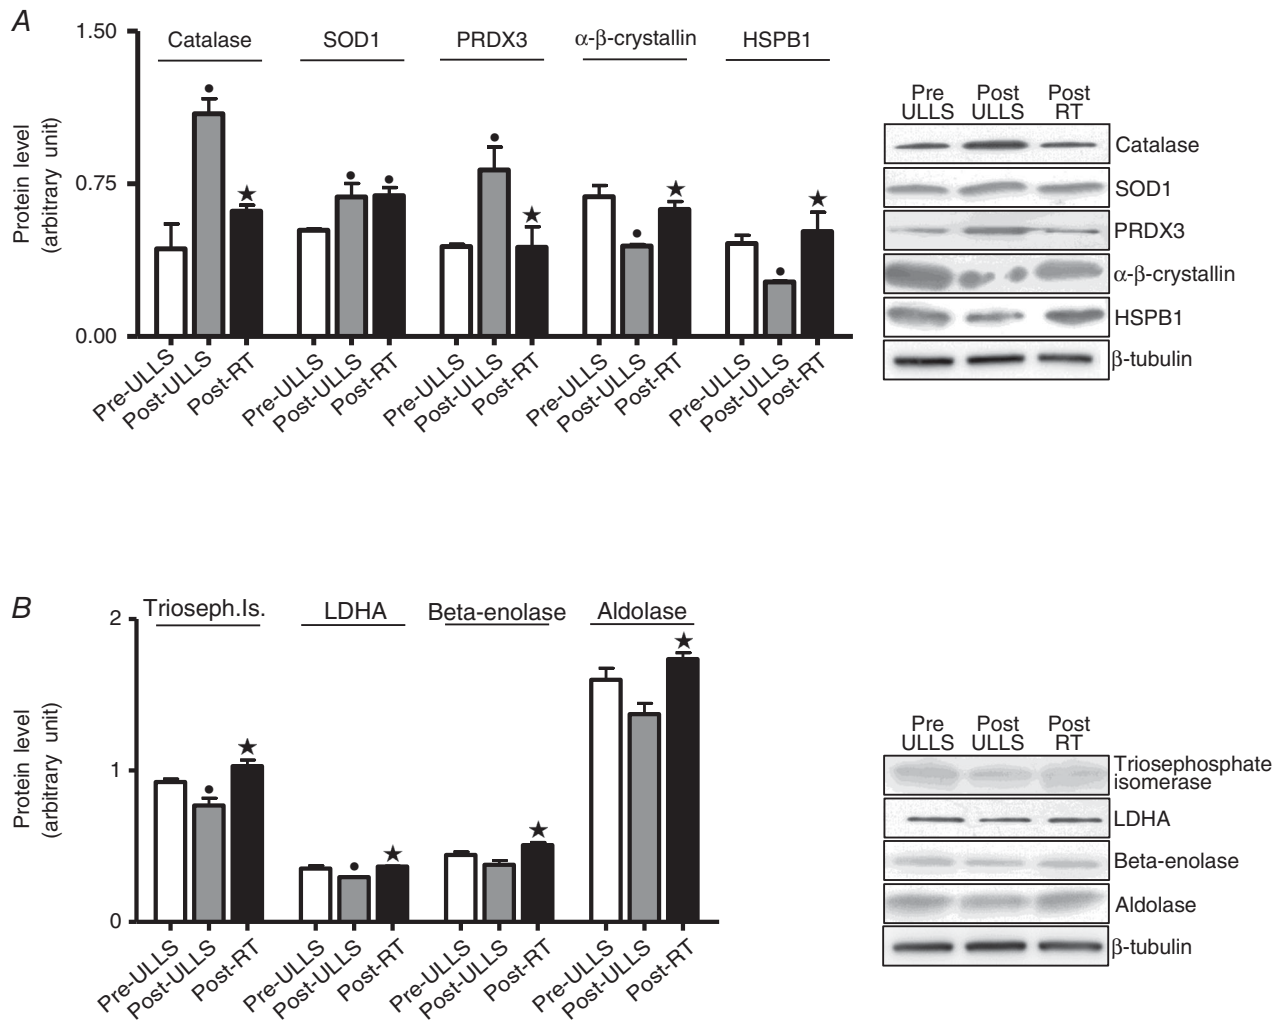 A
1.50
0.75
0.00
Protein level
(arbitrary unit)
Catalase
SOD1
PRDX3
α-β-crystallin
HSPB1
Pre-ULLS
Post-ULLS
Post-RT
Pre-ULLS
Post-ULLS
Post-RT
Pre-ULLS
Post-ULLS
Post-RT
Pre-ULLS
Post-ULLS
Post-RT
Pre-ULLS
Post-ULLS
Post-RT
Pre Post Post
ULLS ULLS RT
Catalase
SOD1
PRDX3
α-β-crystallin
HSPB1
β-tubulin
B
2
1
0
Protein level
(arbitrary unit)
Trioseph.Is.
LDHA
Beta-enolase
Aldolase
Pre-ULLS
Post-ULLS
Post-RT
Pre-ULLS
Post-ULLS
Post-RT
Pre-ULLS
Post-ULLS
Post-RT
Pre-ULLS
Post-ULLS
Post-RT
Pre Post Post
ULLS ULLS RT
Triosephosphate
isomerase
LDHA
Beta-enolase
Aldolase
β-tubulin